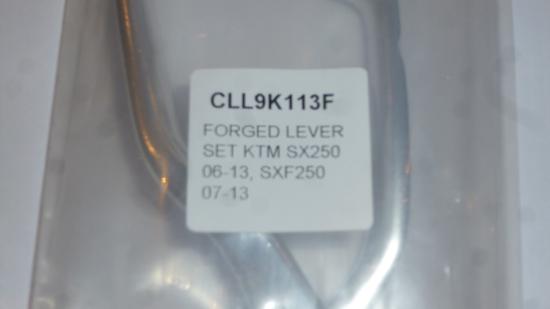 CLL9K113F
FORGED LEVER
SET KTM SX250
06-13, SXF250
07-13